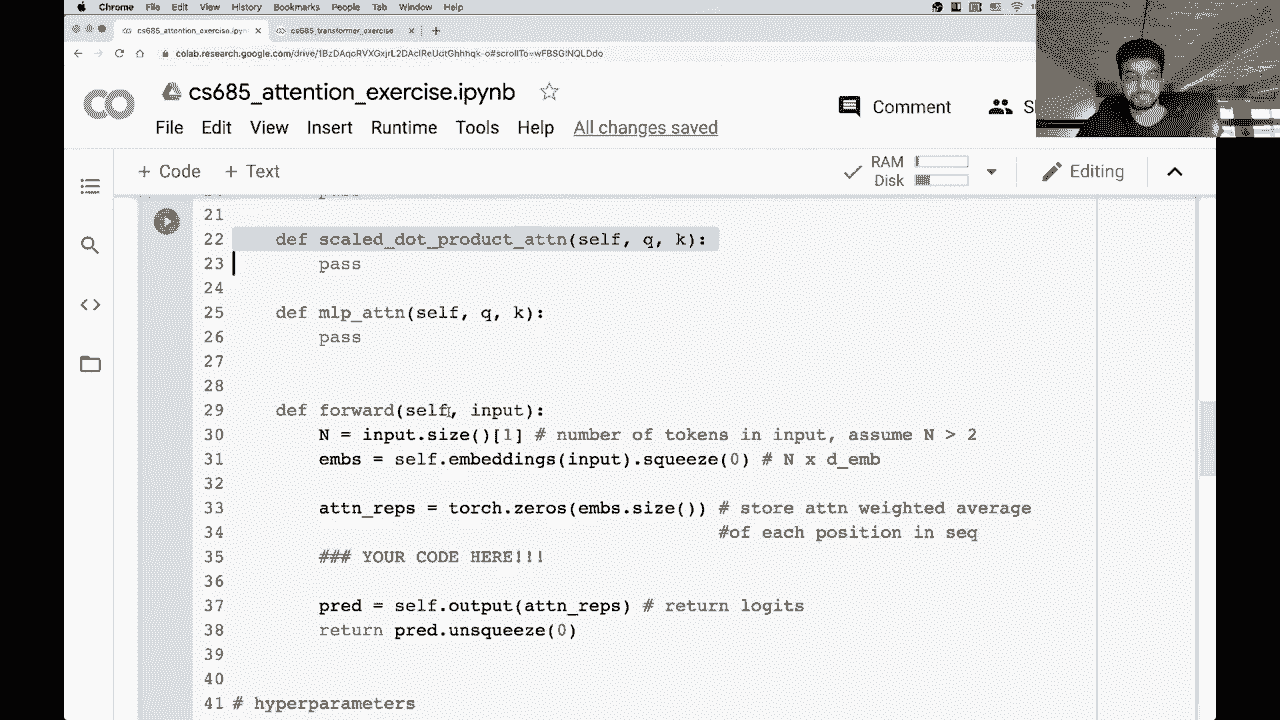 Chrome File Edit View History Bookmarks People Tab Window Help
cs685_attention_exercise.ipyn × cs685_transformer_exercise × +
colab.research.google.com/drive/1BzDAqoRVXGxjrL2DAclReUatGhhhqk-o#scrollTo=wFBSG!NQLDdo
CO cs685_attention_exercise.ipynb
File Edit View Insert Runtime Tools Help All changes saved
Comment
+ Code + Text
RAM
Disk
Editing
21
22 def scaled_dot_product_attn(self, q, k):
23 pass
24
25 def mlp_attn(self, q, k):
26 pass
27
28
29 def forward(self, input):
30 N = input.size()[1] # number of tokens in input, assume N > 2
31 embs = self.embeddings(input).squeeze(0) # N x d_emb
32
33 attn_reps = torch.zeros(embs.size()) # store attn weighted average
34 #of each position in seq
35 ### YOUR CODE HERE!!!
36
37 pred = self.output(attn_reps) # return logits
38 return pred.unsqueeze(0)
39
40
41 # hyperparameters